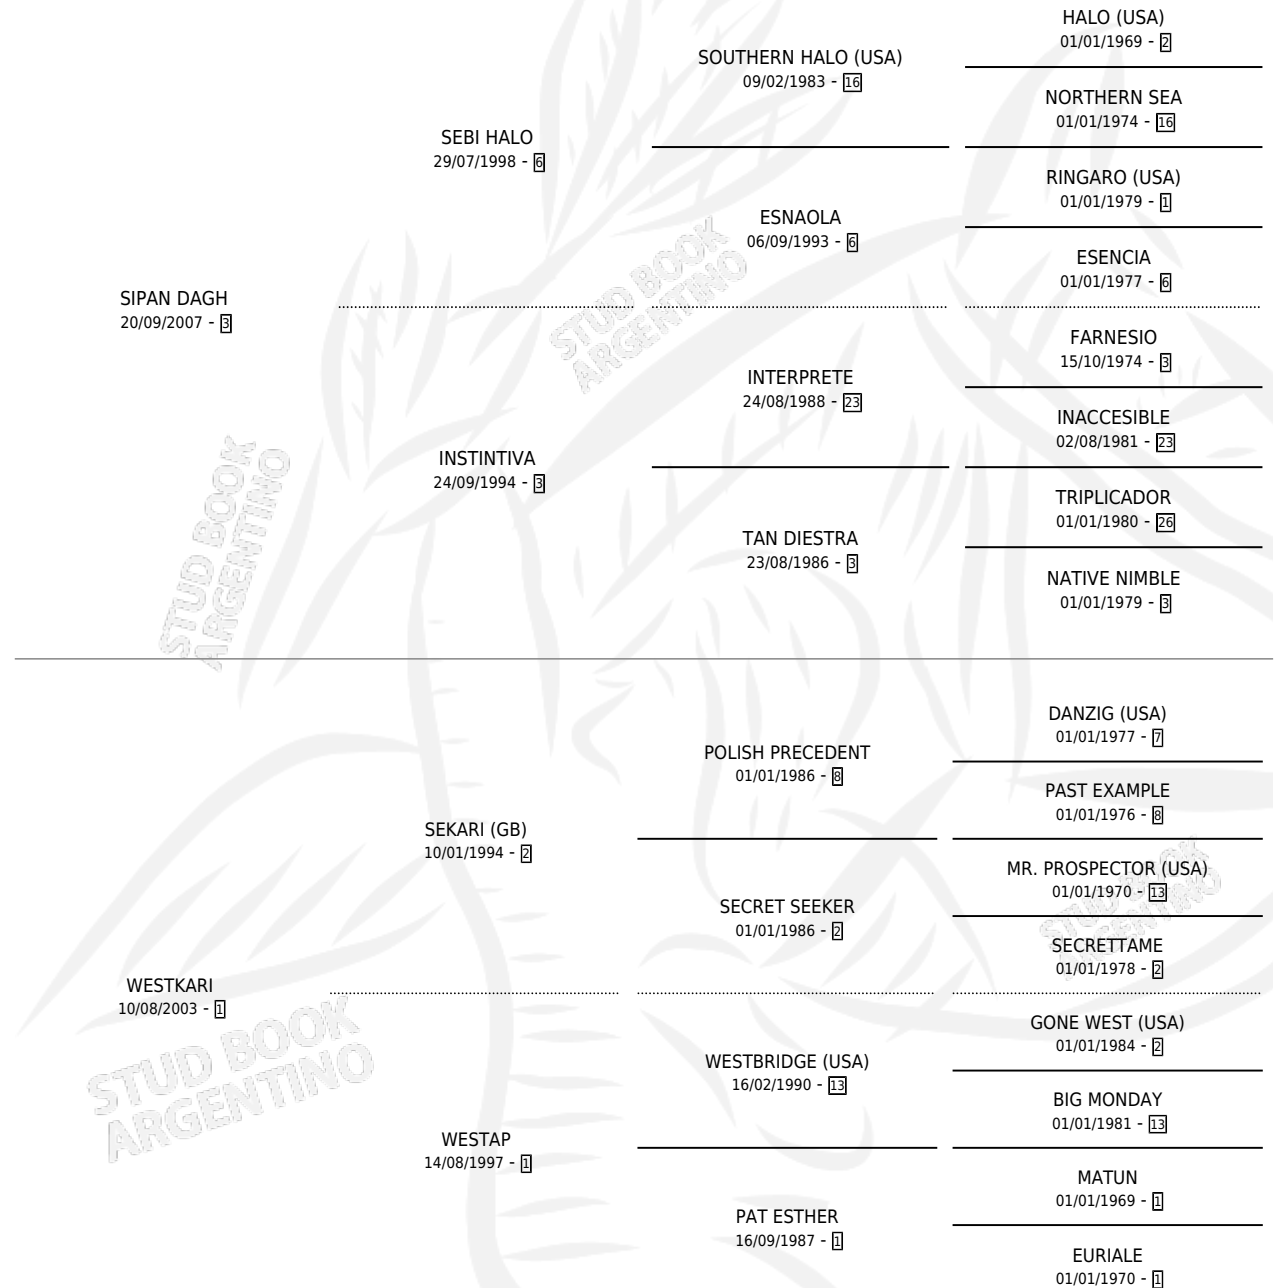 HALO (USA)
01/01/1969 - 2
SOUTHERN HALO (USA)
09/02/1983 - 16
NORTHERN SEA
01/01/1974 - 16
SEBI HALO
29/07/1998 - 6
RINGARO (USA)
01/01/1979 - 1
ESNAOLA
06/09/1993 - 6
ESENCIA
01/01/1977 - 6
SIPAN DAGH
20/09/2007 - 3
FARNESIO
15/10/1974 - 3
INTERPRETE
24/08/1988 - 23
INACCESIBLE
02/08/1981 - 23
INSTINTIVA
24/09/1994 - 3
TRIPLICADOR
01/01/1980 - 26
TAN DIESTRA
23/08/1986 - 3
NATIVE NIMBLE
01/01/1979 - 3
DANZIG (USA)
01/01/1977 - 7
POLISH PRECEDENT
01/01/1986 - 8
PAST EXAMPLE
01/01/1976 - 8
SEKARI (GB)
10/01/1994 - 2
MR. PROSPECTOR (USA)
01/01/1970 - 13
SECRET SEEKER
01/01/1986 - 2
SECRETTAME
01/01/1978 - 2
WESTKARI
10/08/2003 - 1
GONE WEST (USA)
01/01/1984 - 2
WESTBRIDGE (USA)
16/02/1990 - 13
BIG MONDAY
01/01/1981 - 13
WESTAP
14/08/1997 - 1
MATUN
01/01/1969 - 1
PAT ESTHER
16/09/1987 - 1
EURIALE
01/01/1970 - 1
STUD BOOK
ARGENTINO
STUD BOOK
ARGENTINO
STUD BOOK
ARGENTINO
STUD BOOK
ARGENTINO